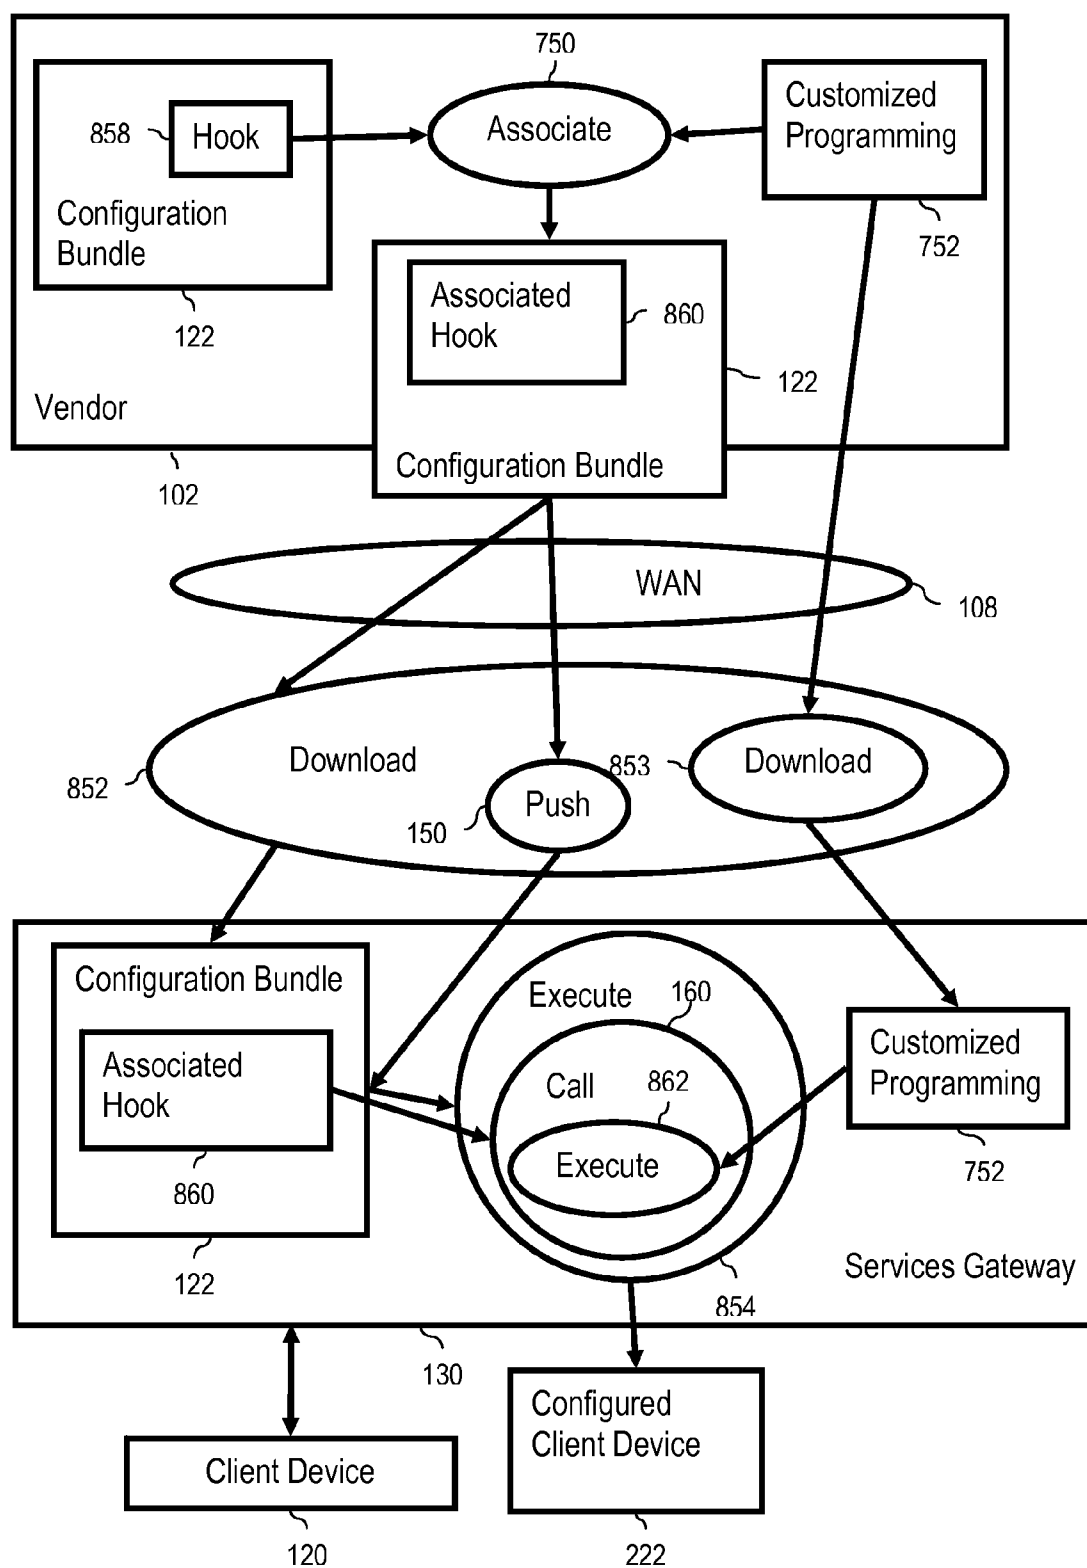 750
Customized
Programming
858
Hook
Associate
Configuration
Bundle
752
Associated
Hook
860
122
122
Vendor
Configuration Bundle
102
WAN
108
Download
853
Download
852
Push
150
Configuration Bundle
Execute
160
Customized
Programming
Associated
Hook
Call
862
Execute
752
860
122
Services Gateway
854
130
Configured
Client Device
Client Device
120
222